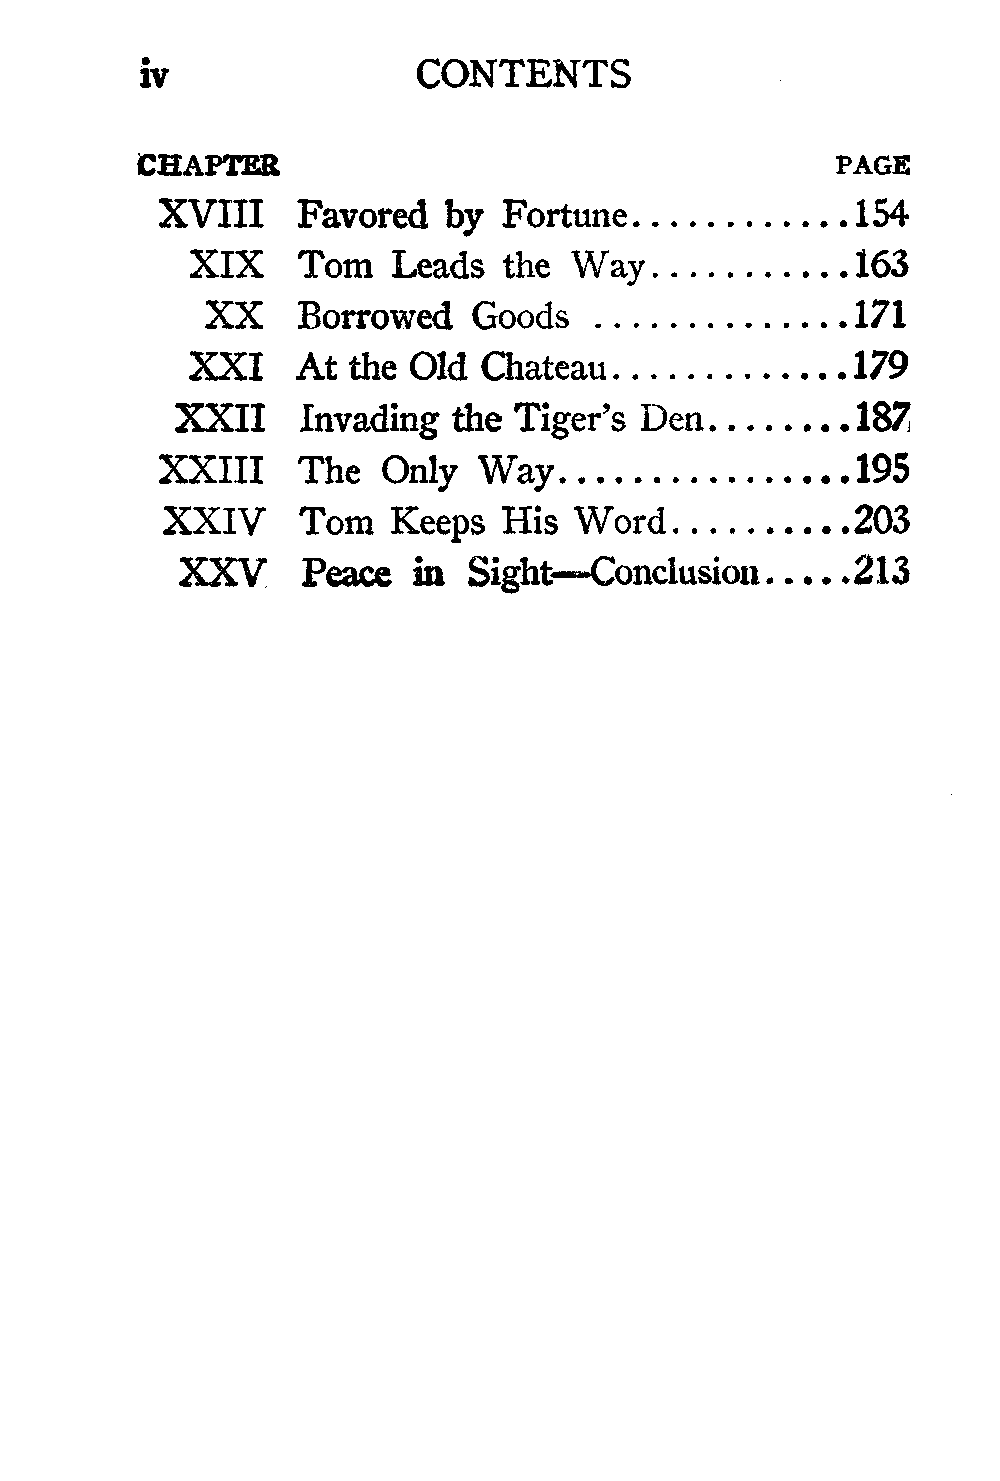 iv CONTENTS
CHAPTER PAGE
XVIII Favored by Fortune............154
XIX Tom Leads the Way...........163
XX Borrowed Goods ..............171
XXI At the Old Chateau.............179
XXII Invading the Tiger's Den........187
XXIII The Only Way................195
XXIV Tom Keeps His Word..........203
XXV Peace in Sight—Conclusion.....213